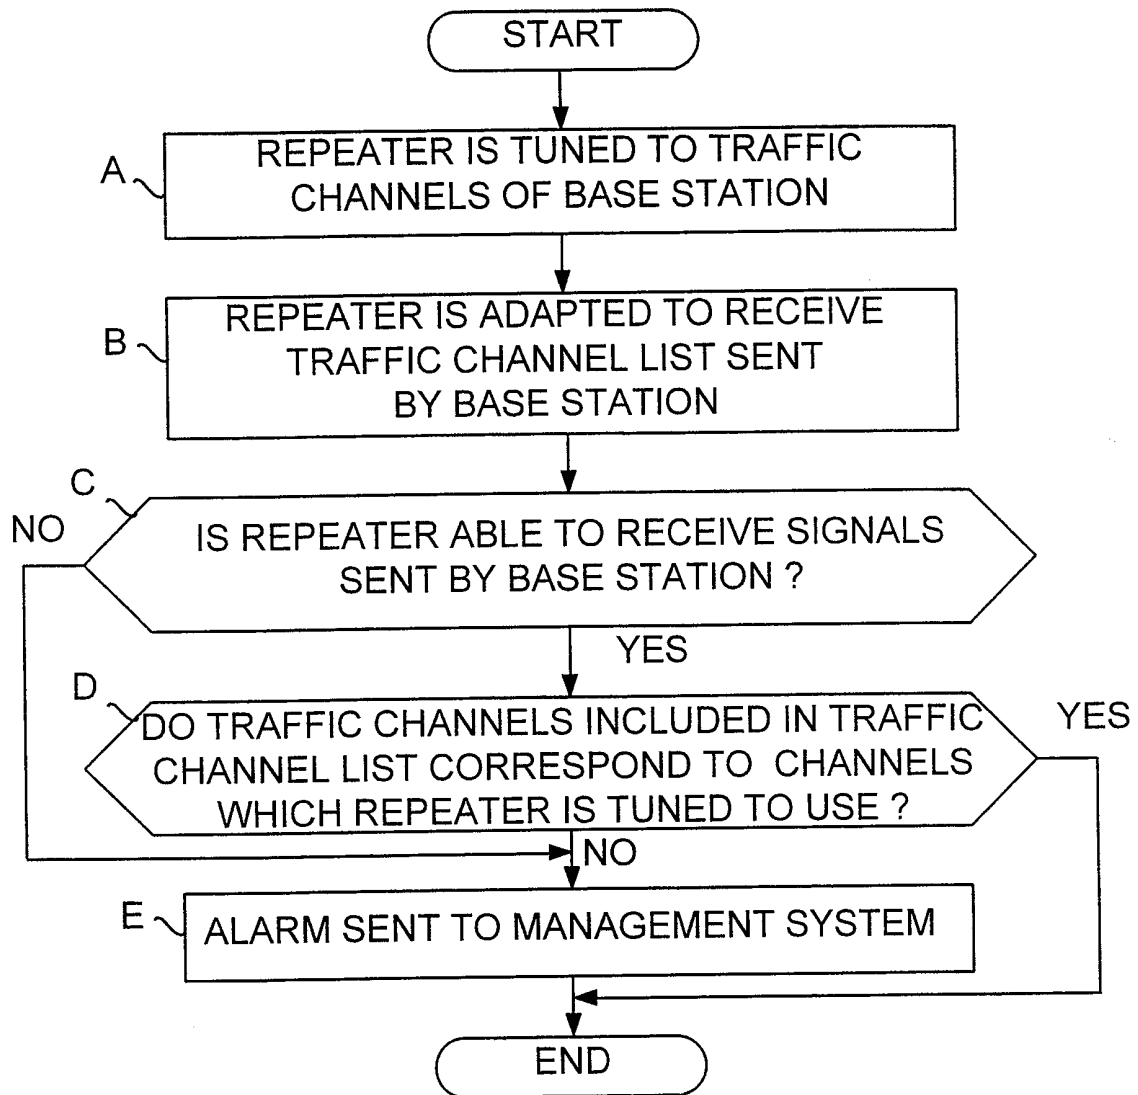 START
A
REPEATER IS TUNED TO TRAFFIC
CHANNELS OF BASE STATION
B
REPEATER IS ADAPTED TO RECEIVE
TRAFFIC CHANNEL LIST SENT
BY BASE STATION
C
NO
IS REPEATER ABLE TO RECEIVE SIGNALS
SENT BY BASE STATION ?
YES
D
DO TRAFFIC CHANNELS INCLUDED IN TRAFFIC
CHANNEL LIST CORRESPOND TO CHANNELS
WHICH REPEATER IS TUNED TO USE ?
YES
NO
E
ALARM SENT TO MANAGEMENT SYSTEM
END